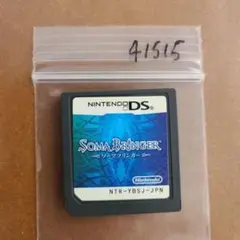 41515
NINTENDO DS
SOMA BRINGER
ソーマブリンガー
Nintendo
NTR-YBSJ-JPN